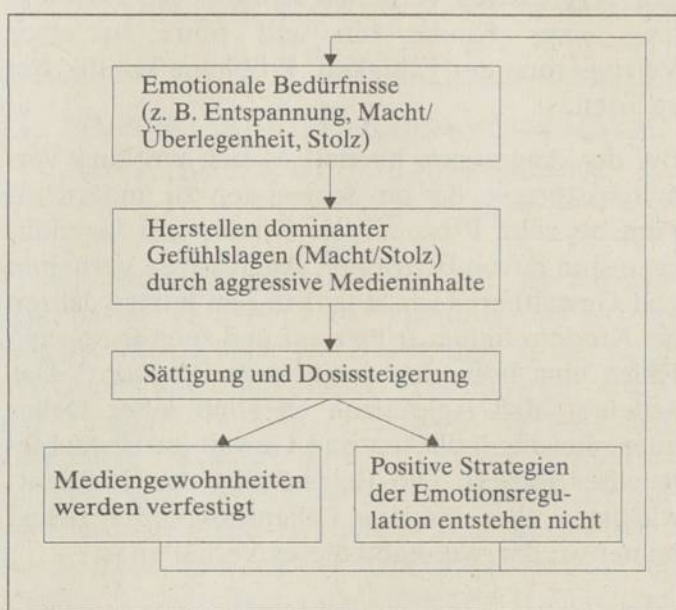 Emotionale Bedürfnisse
(z. B. Entspannung, Macht/
Überlegenheit, Stolz)
Herstellen dominanter
Gefühlslagen (Macht/Stolz)
durch aggressive Medieninhalte
Sättigung und Dosissteigerung
Mediengewohnheiten
werden verfestigt
Positive Strategien
der Emotionsregu-
lation entstehen nicht